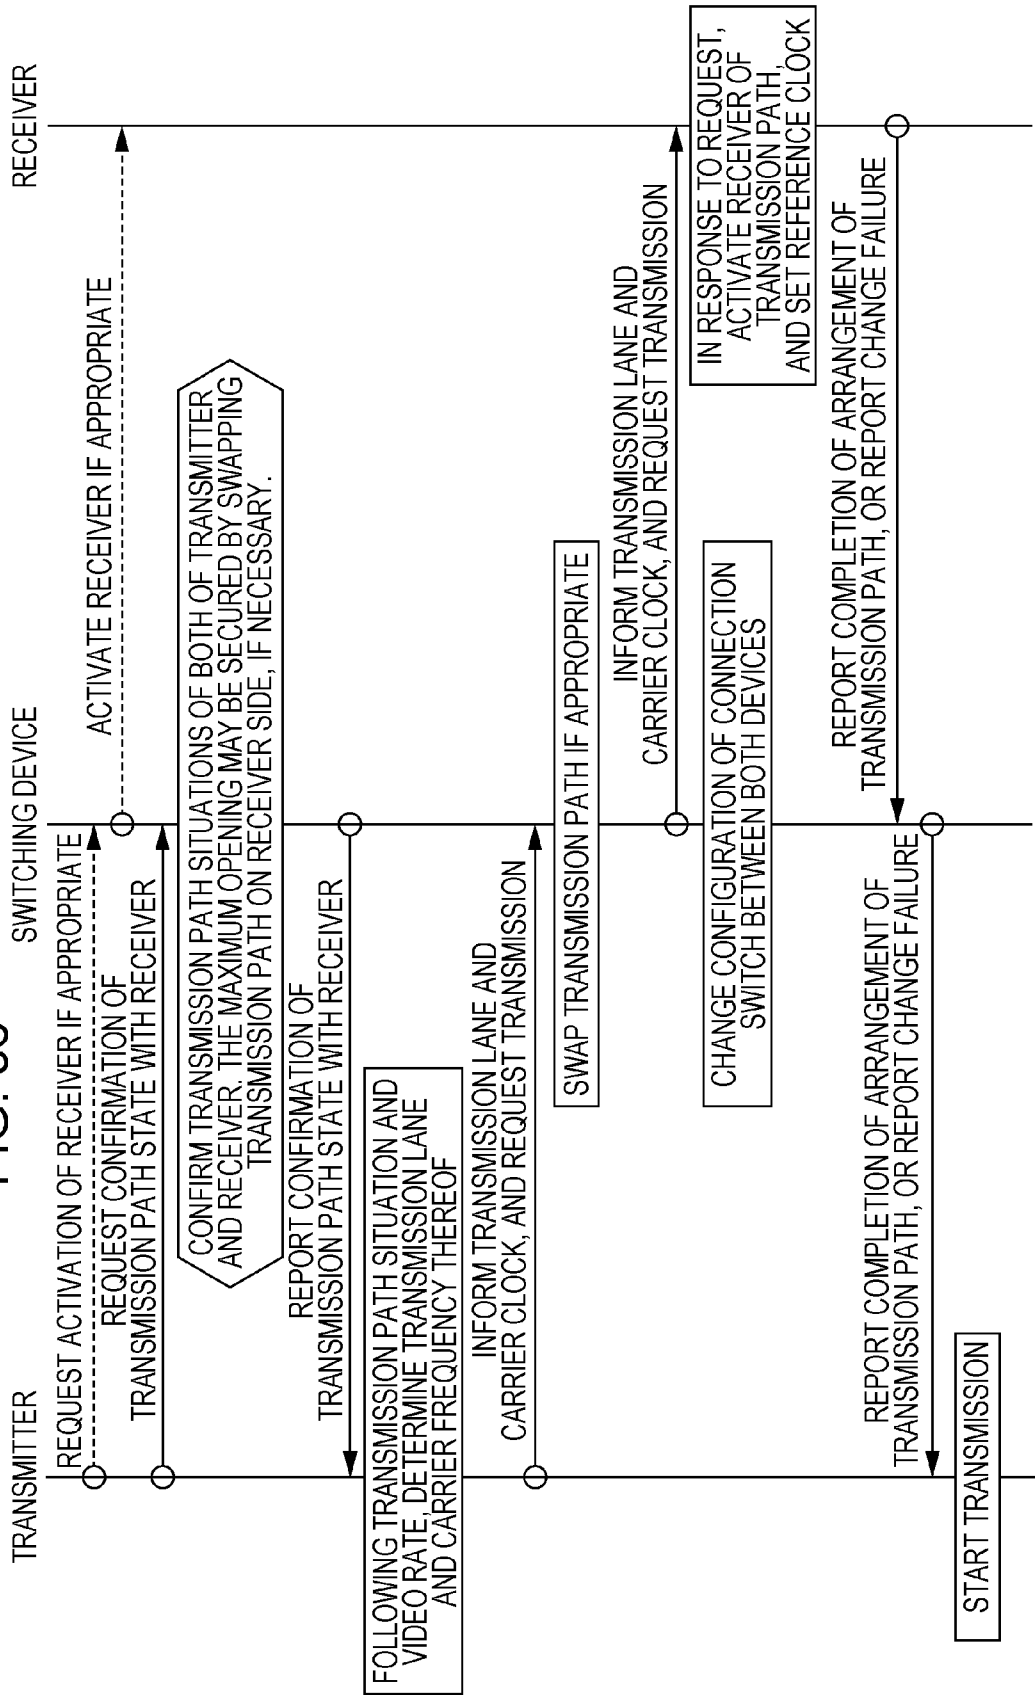 TRANSMITTER
SWITCHING DEVICE
RECEIVER
REQUEST ACTIVATION OF RECEIVER IF APPROPRIATE
ACTIVATE RECEIVER IF APPROPRIATE
REQUEST CONFIRMATION OF
TRANSMISSION PATH STATE WITH RECEIVER
CONFIRM TRANSMISSION PATH SITUATIONS OF BOTH OF TRANSMITTER
AND RECEIVER. THE MAXIMUM OPENING MAY BE SECURED BY SWAPPING
TRANSMISSION PATH ON RECEIVER SIDE, IF NECESSARY.
REPORT CONFIRMATION OF
TRANSMISSION PATH STATE WITH RECEIVER
FOLLOWING TRANSMISSION PATH SITUATION AND
VIDEO RATE, DETERMINE TRANSMISSION LANE
AND CARRIER FREQUENCY THEREOF
INFORM TRANSMISSION LANE AND
CARRIER CLOCK, AND REQUEST TRANSMISSION
SWAP TRANSMISSION PATH IF APPROPRIATE
INFORM TRANSMISSION LANE AND
CARRIER CLOCK, AND REQUEST TRANSMISSION
CHANGE CONFIGURATION OF CONNECTION
SWITCH BETWEEN BOTH DEVICES
IN RESPONSE TO REQUEST,
ACTIVATE RECEIVER OF
TRANSMISSION PATH,
AND SET REFERENCE CLOCK
REPORT COMPLETION OF ARRANGEMENT OF
TRANSMISSION PATH, OR REPORT CHANGE FAILURE
REPORT COMPLETION OF ARRANGEMENT OF
TRANSMISSION PATH, OR REPORT CHANGE FAILURE
START TRANSMISSION